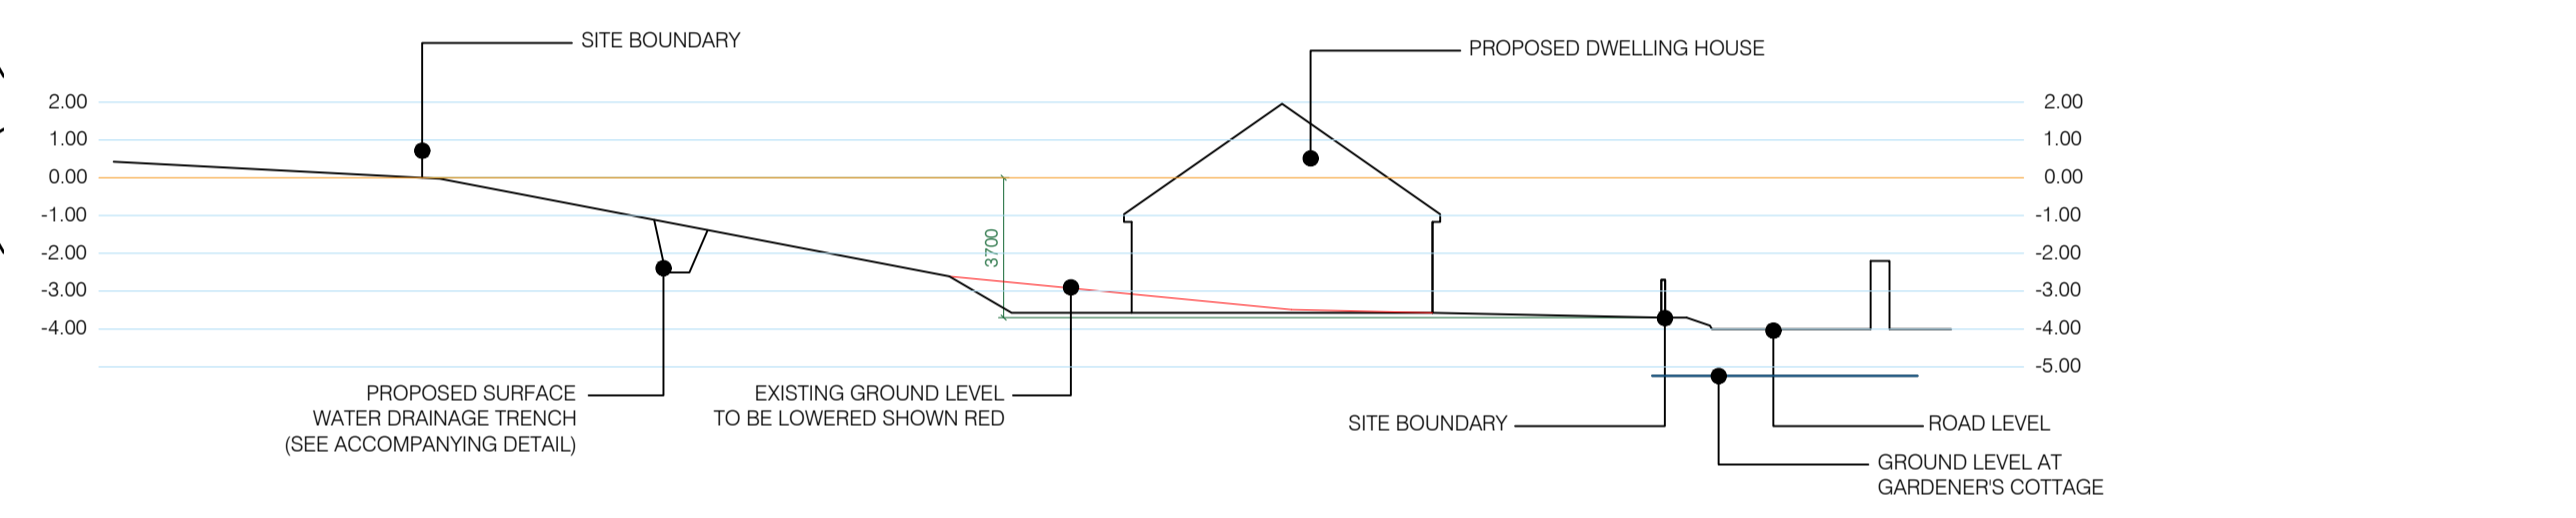 SITE BOUNDARY
PROPOSED DWELLING HOUSE
2.00 2.00
1.00 1.00
0.00 0.00
-1.00 -1.00
-2.00 3700 -2.00
-3.00 -3.00
-4.00 -4.00
-5.00
PROPOSED SURFACE
WATER DRAINAGE TRENCH
(SEE ACCOMPANYING DETAIL)
EXISTING GROUND LEVEL
TO BE LOWERED SHOWN RED
SITE BOUNDARY
ROAD LEVEL
GROUND LEVEL AT
GARDENER'S COTTAGE